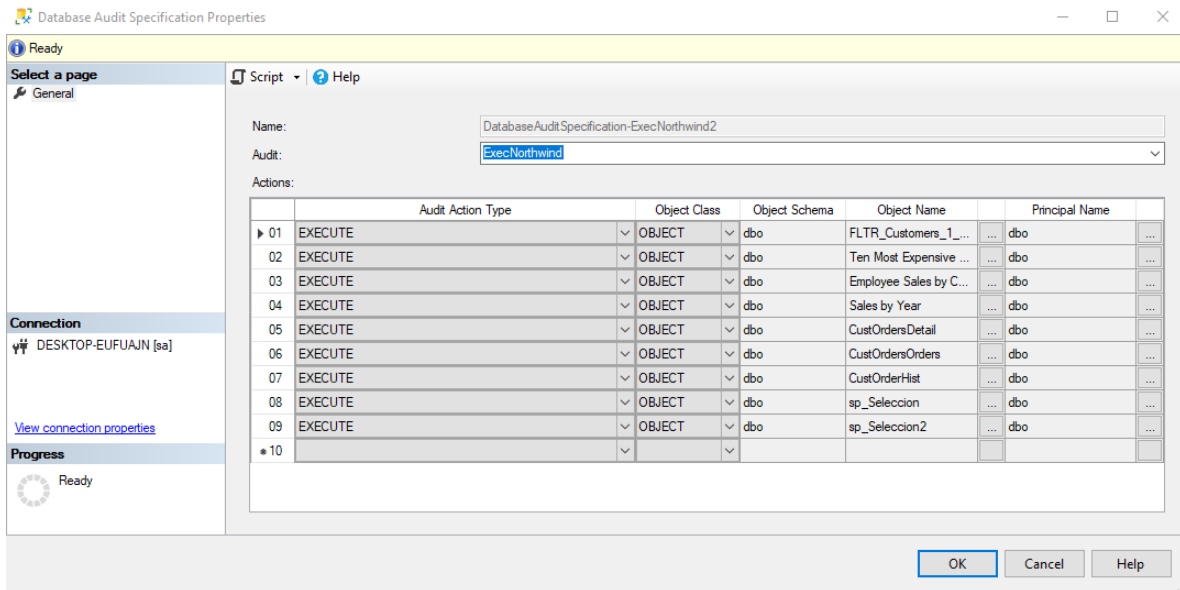 Database Audit Specification Properties
Ready
Select a page
General
Script Help
Name: DatabaseAuditSpecification-ExecNorthwind2
Audit: ExecNorthwind
Actions:
Audit Action Type Object Class Object Schema Object Name Principal Name
01 EXECUTE OBJECT dbo FLTR_Customers_1_... ... dbo ...
02 EXECUTE OBJECT dbo Ten Most Expensive ... ... dbo ...
03 EXECUTE OBJECT dbo Employee Sales by C... ... dbo ...
04 EXECUTE OBJECT dbo Sales by Year ... dbo ...
05 EXECUTE OBJECT dbo CustOrdersDetail ... dbo ...
06 EXECUTE OBJECT dbo CustOrdersOrders ... dbo ...
07 EXECUTE OBJECT dbo CustOrderHist ... dbo ...
08 EXECUTE OBJECT dbo sp_Seleccion ... dbo ...
09 EXECUTE OBJECT dbo sp_Seleccion2 ... dbo ...
10
Connection
DESKTOP-EUFUAJN [sa]
View connection properties
Progress
Ready
OK Cancel Help